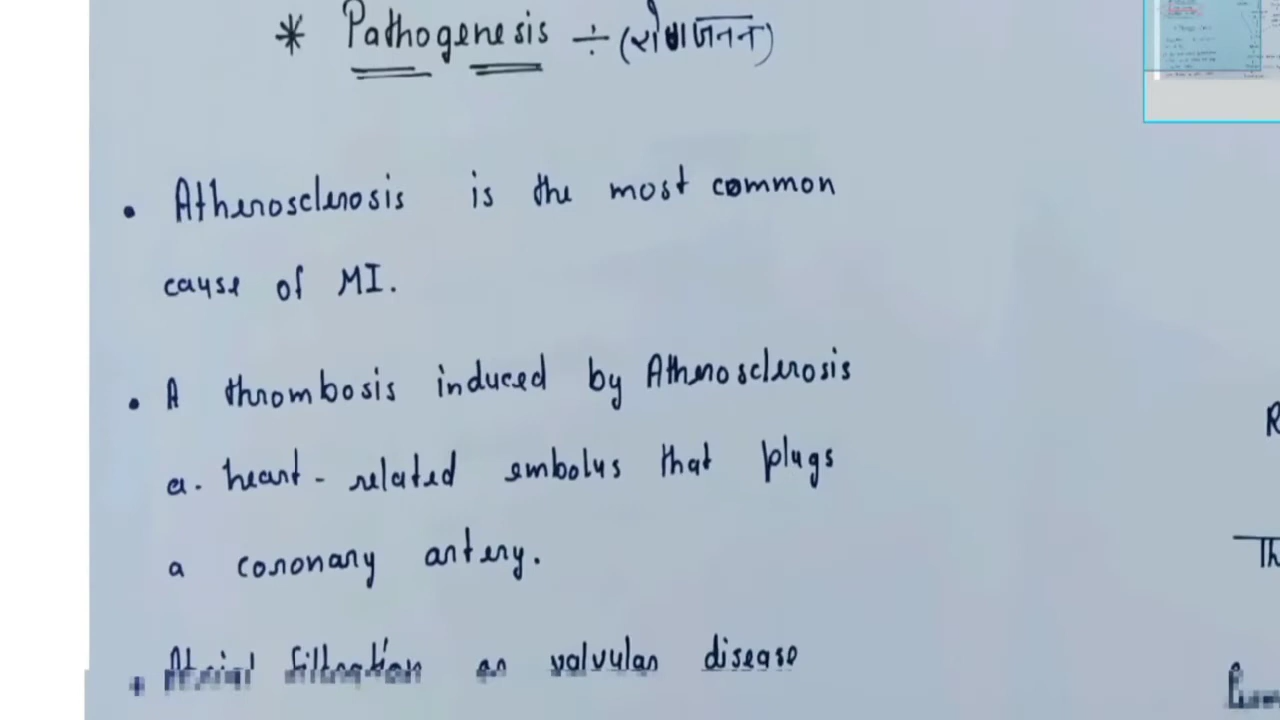 * Pathogenesis ÷ (रोगजनन)
• Atherosclerosis is the most common
cause of MI.
• A thrombosis induced by Atherosclerosis
a. heart - related embolus that plugs
a coronary artery.
valvular disease
R
Th